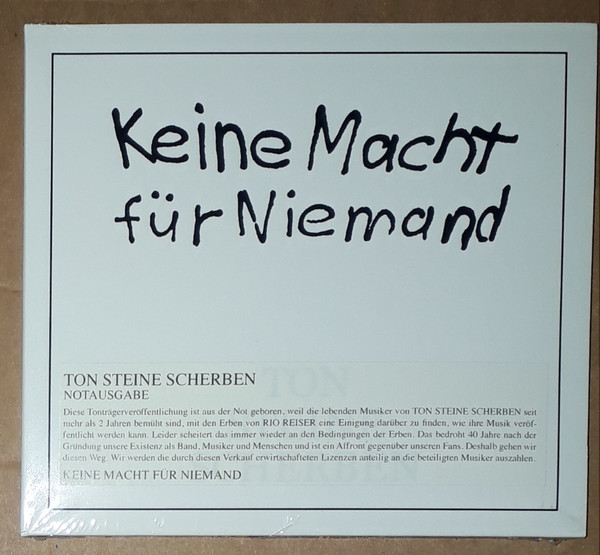 Keine Macht
für Niemand
TON
TON STEINE SCHERBEN
NOTAUSGABE
Diese Tonträgerveröffentlichung ist aus der Not geboren, weil die lebenden Musiker von TON STEINE SCHERBEN seit
mehr als 2 Jahren bemüht sind, mit den Erben von RIO REISER eine Einigung darüber zu finden, wie ihre Musik veröf-
fentlicht werden kann. Leider scheitert das immer wieder an den Bedingungen der Erben. Das bedroht 40 Jahre nach der
Gründung unsere Existenz als Band, Musiker und Menschen und ist ein Affront gegenüber unseren Fans. Deshalb gehen wir
diesen Weg. Wir werden die durch diesen Verkauf erwirtschafteten Lizenzen anteilig an die beteiligten Musiker auszahlen.
KEINE MACHT FÜR NIEMAND